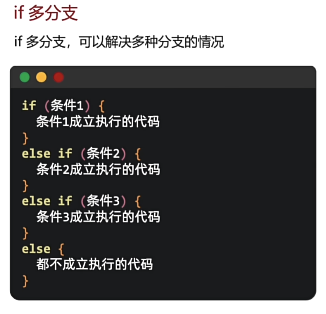 if 多分支
if 多分支，可以解决多种分支的情况
if (条件1) {
  条件1成立执行的代码
}
else if (条件2) {
  条件2成立执行的代码
}
else if (条件3) {
  条件3成立执行的代码
}
else {
  都不成立执行的代码
}